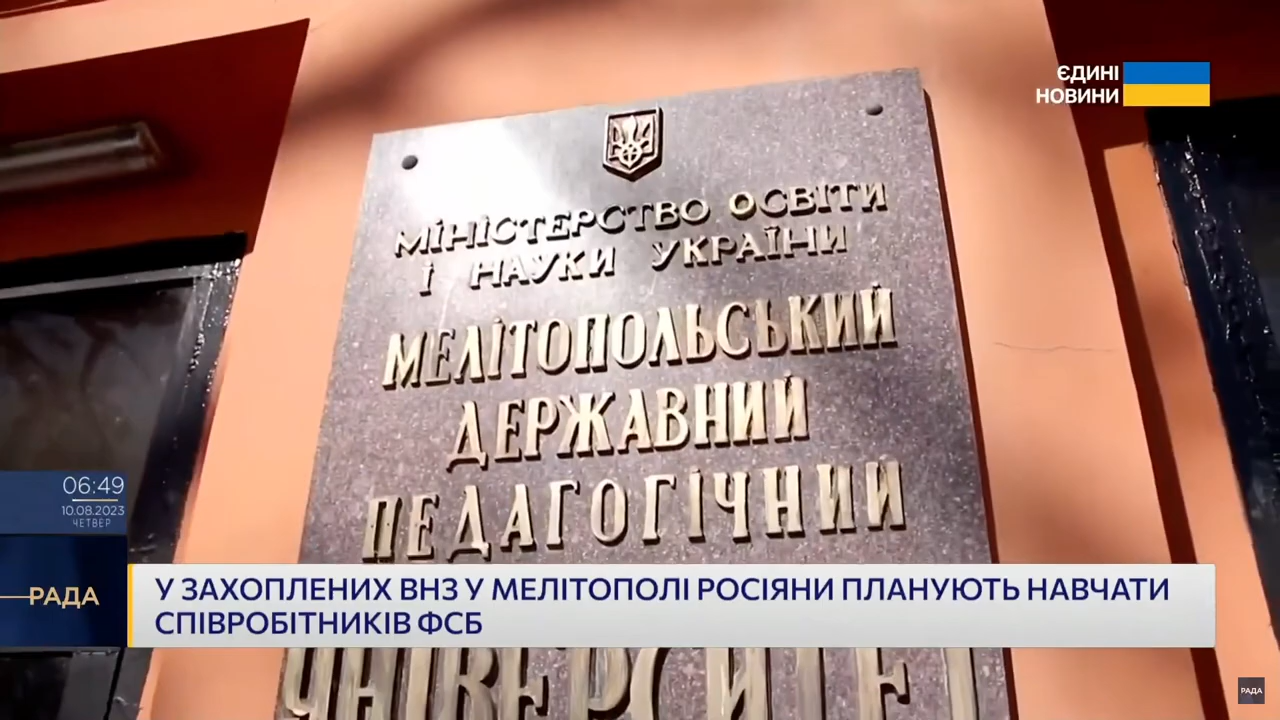 ЄДИНІ
НОВИНИ
МІНІСТЕРСТВО ОСВІТИ
І НАУКИ УКРАЇНИ
МЕЛІТОПОЛЬСЬКИЙ
ДЕРЖАВНИЙ
ПЕДАГОГІЧНИЙ
УНІВЕРСИТЕТ
06:49
10.08.2023
ЧЕТВЕР
РАДА
У ЗАХОПЛЕНИХ ВНЗ У МЕЛІТОПОЛІ РОСІЯНИ ПЛАНУЮТЬ НАВЧАТИ
СПІВРОБІТНИКІВ ФСБ
РАДА